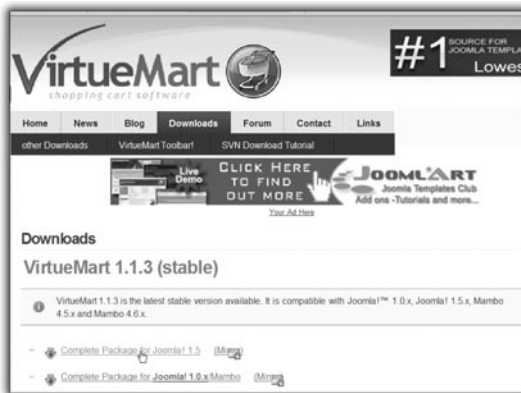 VirtueMart
shopping cart software
#1 SOURCE FOR
JOOMLA TEMPLA
Lowes
Home News Blog Downloads Forum Contact Links
other Downloads VirtueMart Toolbar! SVN Download Tutorial
Live
Demo
CLICK HERE
TO FIND
OUT MORE
JOOML'ART
Joomla Templates Club
Add ons -Tutorials and more...
Your Ad Here
Downloads
VirtueMart 1.1.3 (stable)
VirtueMart 1.1.3 is the latest stable version available. It is compatible with Joomla!™ 1.0.x, Joomla! 1.5.x, Mambo
4.5.x and Mambo 4.6.x.
– Complete Package for Joomla! 1.5 (Mirror)
– Complete Package for Joomla! 1.0.x/Mambo (Mirror)